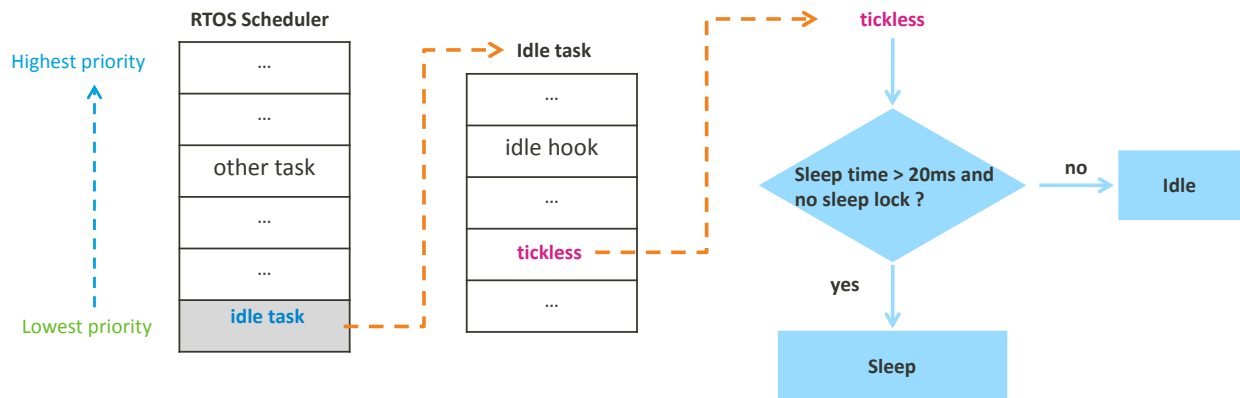 RTOS Scheduler
Highest priority
Lowest priority
...
...
other task
...
...
idle task
Idle task
...
idle hook
...
tickless
...
tickless
Sleep time > 20ms and
no sleep lock ?
no
Idle
yes
Sleep